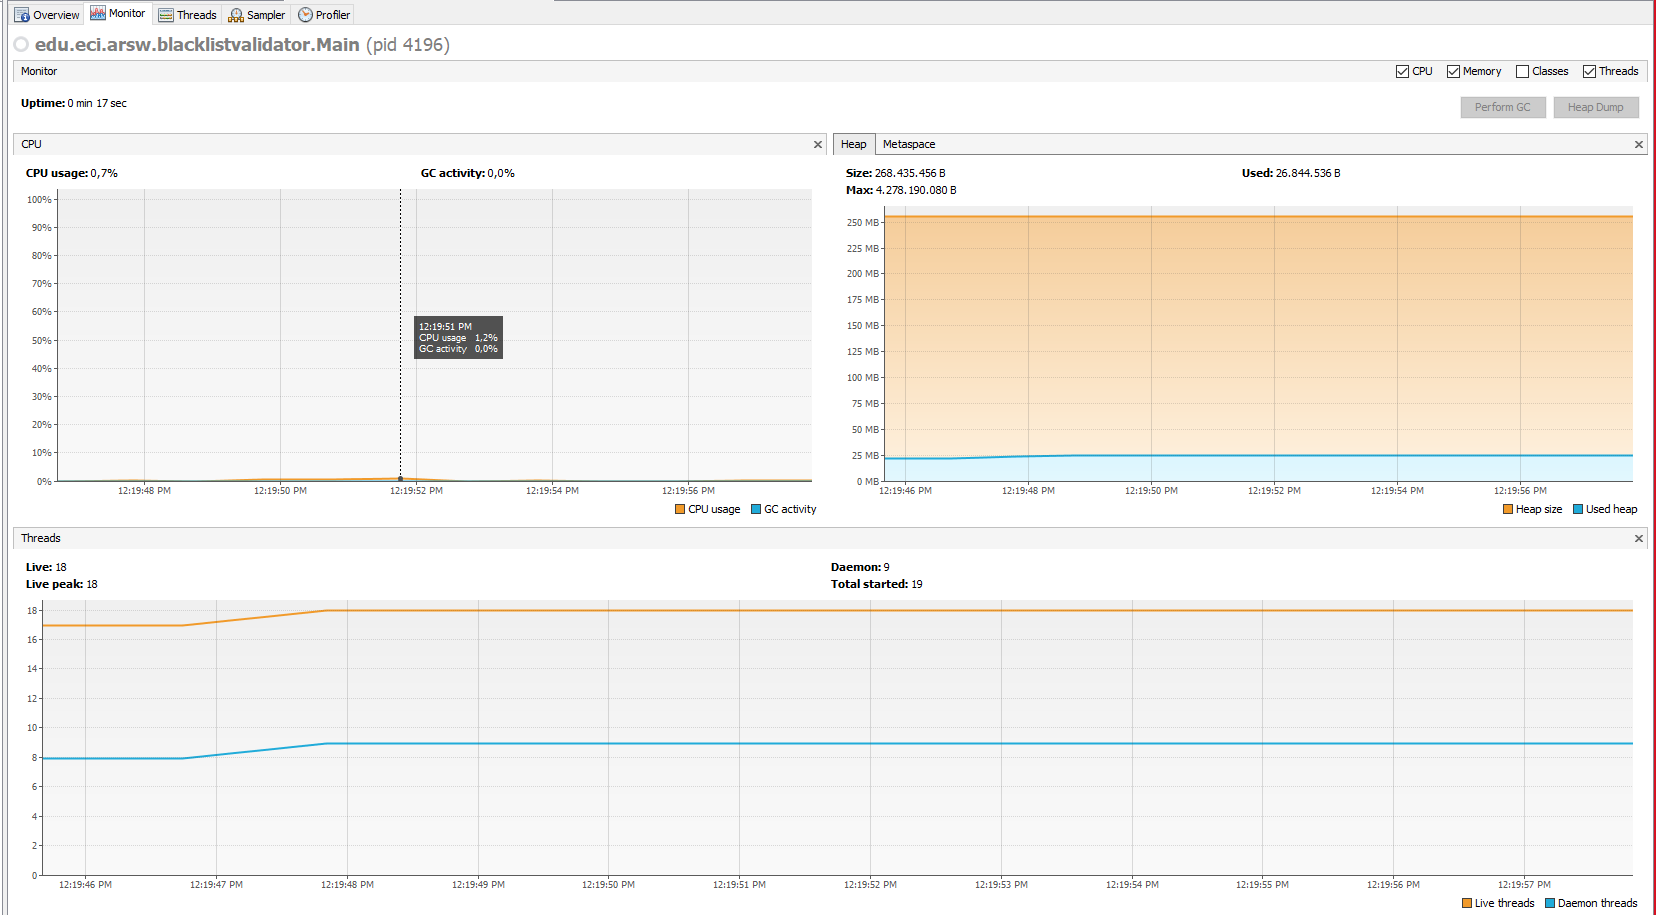 Overview Monitor Threads Sampler Profiler
edu.eci.arsw.blacklistvalidator.Main (pid 4196)
Monitor CPU Memory Classes Threads
Uptime: 0 min 17 sec
Perform GC Heap Dump
CPU
CPU usage: 0,7% GC activity: 0,0%
100%
90%
80%
70%
60%
50%
40%
30%
20%
10%
0%
12:19:51 PM
CPU usage 1,2%
GC activity 0,0%
12:19:48 PM 12:19:50 PM 12:19:52 PM 12:19:54 PM 12:19:56 PM
CPU usage GC activity
Heap Metaspace
Size: 268.435.456 B Used: 26.844.536 B
Max: 4.278.190.080 B
250 MB
225 MB
200 MB
175 MB
150 MB
125 MB
100 MB
75 MB
50 MB
25 MB
0 MB
12:19:46 PM 12:19:48 PM 12:19:50 PM 12:19:52 PM 12:19:54 PM 12:19:56 PM
Heap size Used heap
Threads
Live: 18 Daemon: 9
Live peak: 18 Total started: 19
18
16
14
12
10
8
6
4
2
0
12:19:46 PM 12:19:47 PM 12:19:48 PM 12:19:49 PM 12:19:50 PM 12:19:51 PM 12:19:52 PM 12:19:53 PM 12:19:54 PM 12:19:55 PM 12:19:56 PM 12:19:57 PM
Live threads Daemon threads